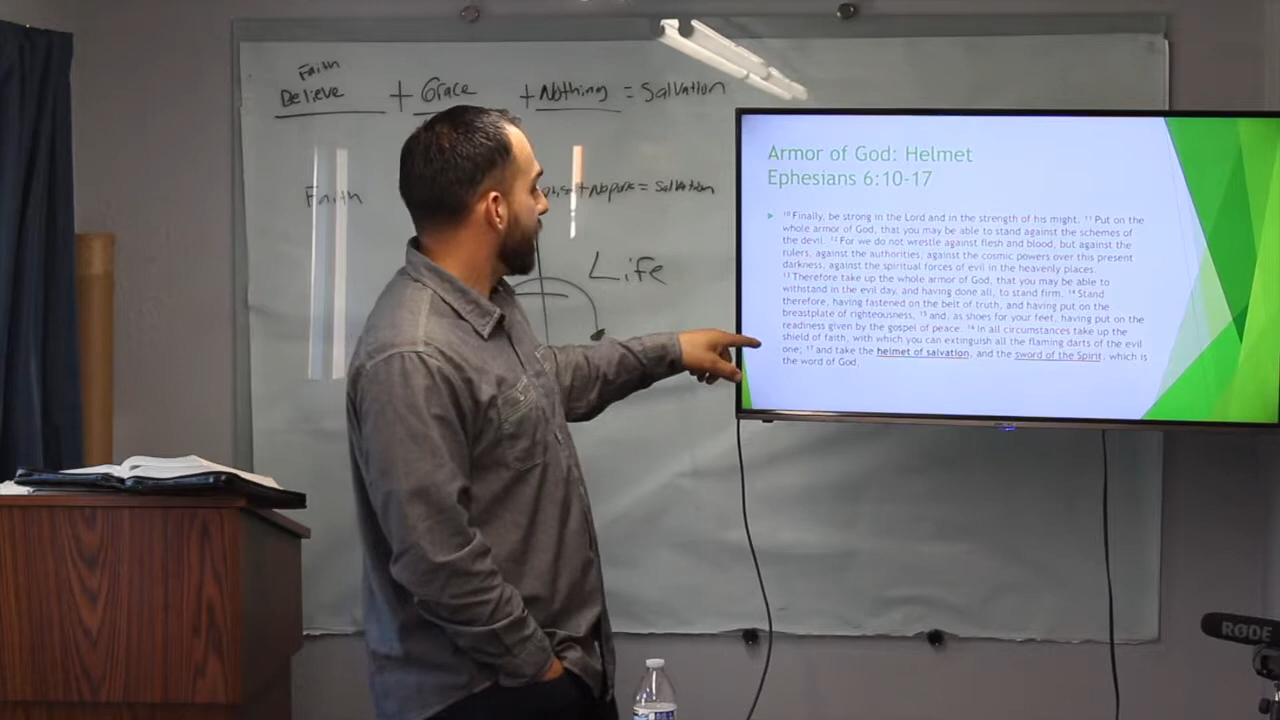 Faith
Believe + Grace + Nothing = Salvation
Faith + No park = Salvation
Life
Armor of God: Helmet
Ephesians 6:10-17
10 Finally, be strong in the Lord and in the strength of his might. 11 Put on the
whole armor of God, that you may be able to stand against the schemes of
the devil. 12 For we do not wrestle against flesh and blood, but against the
rulers, against the authorities, against the cosmic powers over this present
darkness, against the spiritual forces of evil in the heavenly places.
13 Therefore take up the whole armor of God, that you may be able to
withstand in the evil day, and having done all, to stand firm. 14 Stand
therefore, having fastened on the belt of truth, and having put on the
breastplate of righteousness, 15 and, as shoes for your feet, having put on the
readiness given by the gospel of peace. 16 In all circumstances take up the
shield of faith, with which you can extinguish all the flaming darts of the evil
one; 17 and take the helmet of salvation, and the sword of the Spirit, which is
the word of God,
RØDE